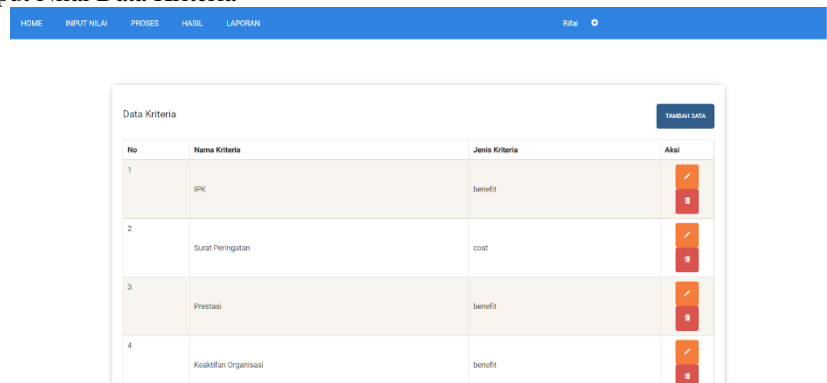 HOME INPUT NILAI PROSES HASIL LAPORAN Rifai
Data Kriteria TAMBAH DATA
No Nama Kriteria Jenis Kriteria Aksi
1 IPK benefit
2 Surat Peringatan cost
3 Prestasi benefit
4 Keaktifan Organisasi benefit